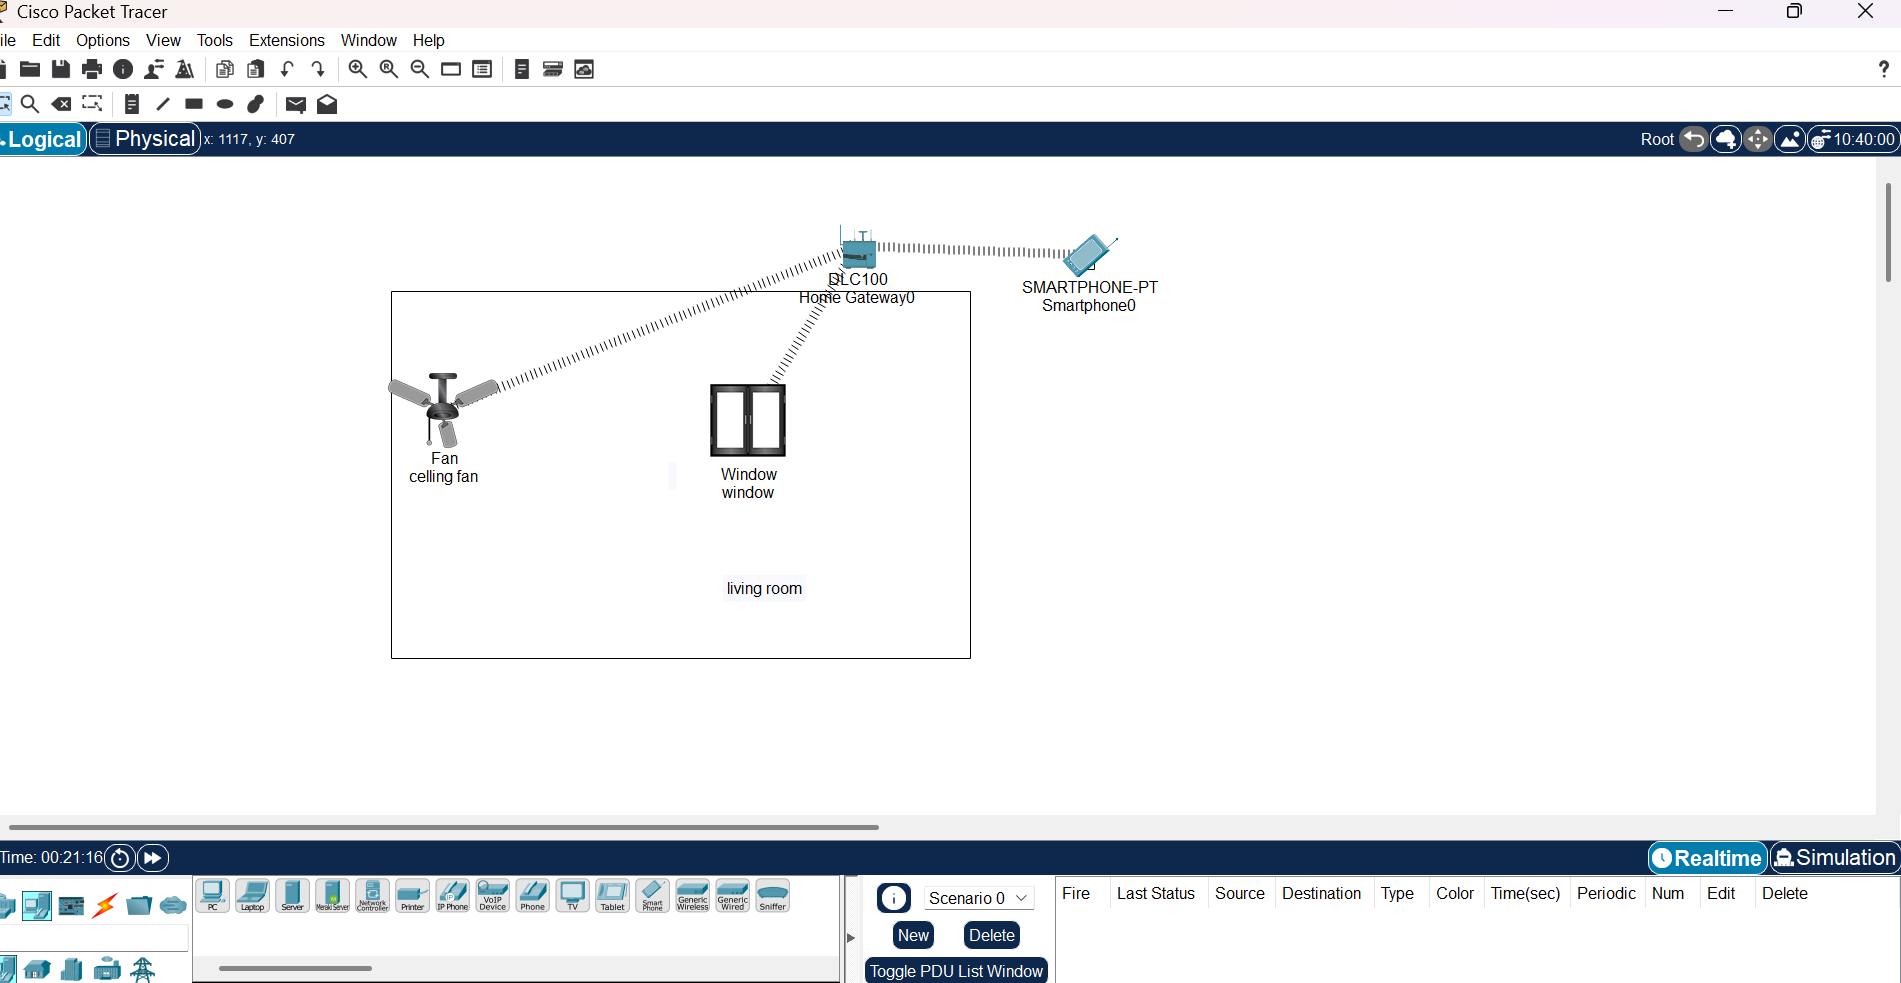 Cisco Packet Tracer
ile Edit Options View Tools Extensions Window Help
?
Logical Physical x: 1117, y: 407 Root 10:40:00
DLC100
Home Gateway0
SMARTPHONE-PT
Smartphone0
Fan
celling fan
Window
window
living room
Time: 00:21:16 Realtime Simulation
PC Laptop Server Meraki Server Network Controller Printer IP Phone VoIP Device Phone TV Tablet Smart Phone Generic Wireless Generic Wired Sniffer
Scenario 0
New Delete
Toggle PDU List Window
Fire Last Status Source Destination Type Color Time(sec) Periodic Num Edit Delete